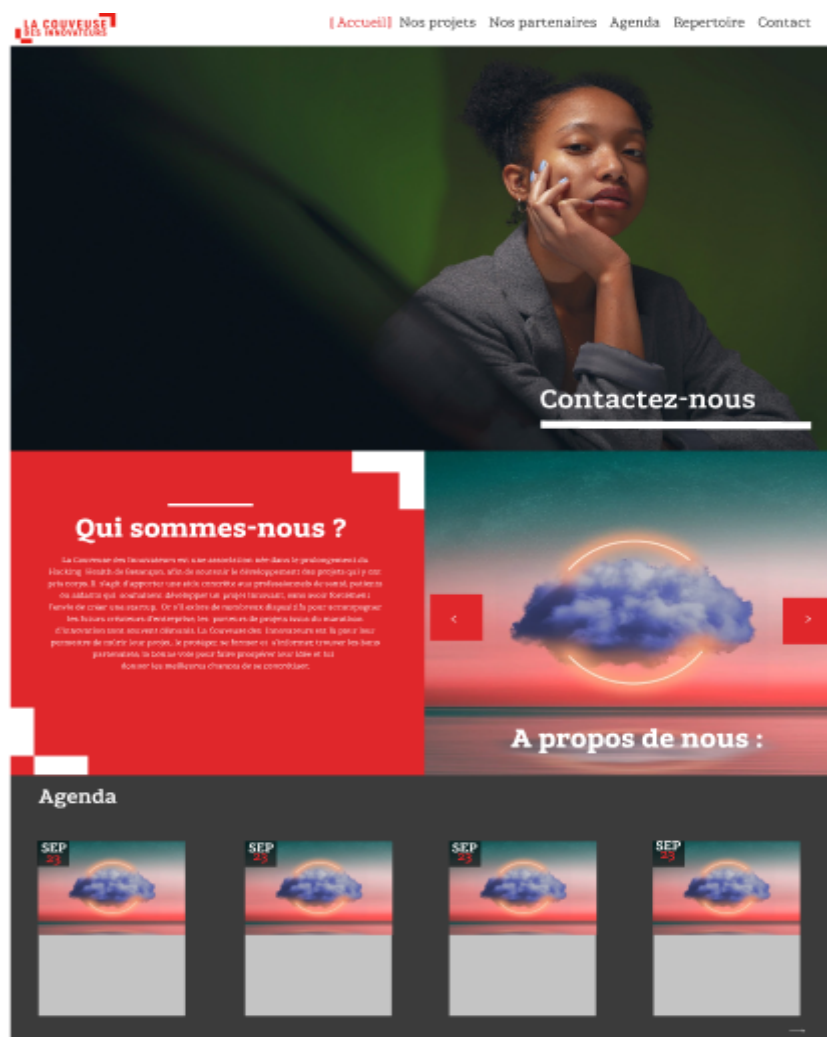 LA COUVEUSE
DES INNOVATEURS
[ Accueil] Nos projets Nos partenaires Agenda Repertoire Contact
Contactez-nous
Qui sommes-nous ?
La Couveuse des Innovateurs est une association née dans le prolongement du
Hacking Health de Besançon, afin de soutenir le développement des projets qui y ont
pris corps. Il s'agit d'apporter une aide concrète aux professionnels de santé, patients
ou aidants qui souhaitent développer un projet innovant, sans avoir forcément
l'envie de créer une startup. Or s'il existe de nombreux dispositifs pour accompagner
les futurs créateurs d'entreprise, les porteurs de projets issus du marathon
d'innovation sont souvent démunis. La Couveuse des Innovateurs est là pour leur
permettre de mûrir leur projet, le protéger, se former et s'informer, trouver les bons
partenaires, la bonne voie pour faire prospérer leur idée et lui
donner les meilleures chances de se concrétiser.
< >
A propos de nous :
Agenda
SEP SEP SEP SEP
23 23 23 23